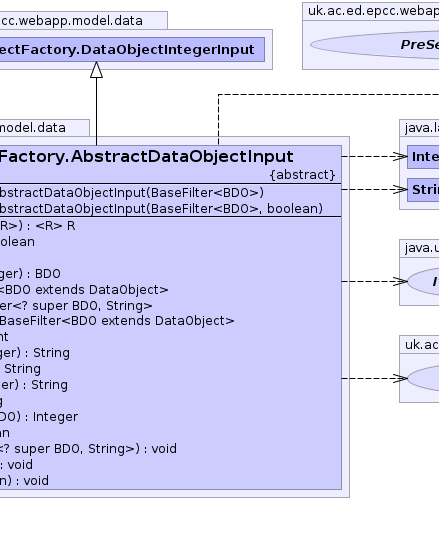 cc.webapp.model.data
ectFactory.DataObjectIntegerInput
uk.ac.ed.epcc.webap
PreSe
model.data
Factory.AbstractDataObjectInput
{abstract}
bstractDataObjectInput(BaseFilter<BDO>)
bstractDataObjectInput(BaseFilter<BDO>, boolean)
R>) : <R> R
olean
ger) : BDO
<BDO extends DataObject>
er<? super BDO, String>
BaseFilter<BDO extends DataObject>
nt
ger) : String
String
er) : String
g
DO) : Integer
an
<? super BDO, String>) : void
: void
n) : void
java.la
Inte
Strin
java.u
It
uk.ac